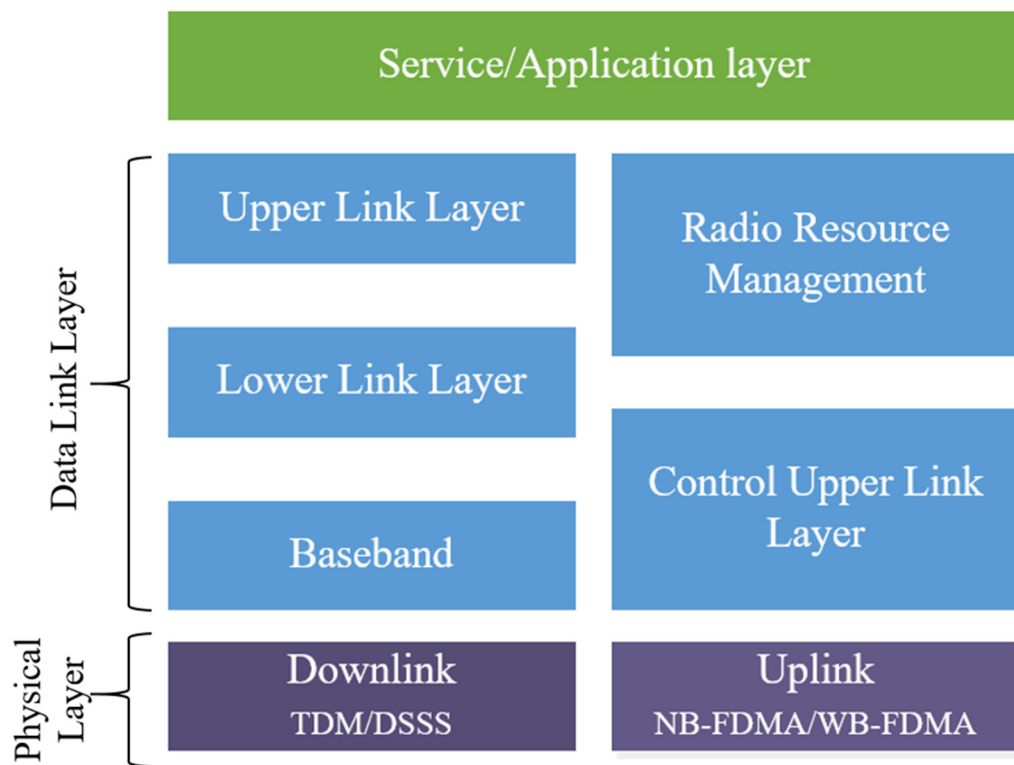 Service/Application layer
Data Link Layer
Upper Link Layer
Lower Link Layer
Baseband
Radio Resource
Management
Control Upper Link
Layer
Physical
Layer
Downlink
TDM/DSSS
Uplink
NB-FDMA/WB-FDMA